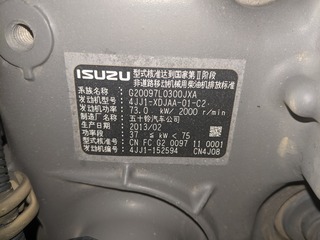 ISUZU
型式核准达到国家第Ⅱ阶段
非道路移动机械用柴油机排放标准
系族名称: G20097L0300JXA
发动机型号: 4JJ1-XDJAA-01-C2
发动机功率: 73.0 kW/ 2000 r/min
制造商: 五十铃汽车公司
生产日期: 2013/02
功率段: 37 ≤ kW < 75
型式核准号: CN FC G2 0097 11 0001
发动机编号: 4JJ1-152594 CN4J08